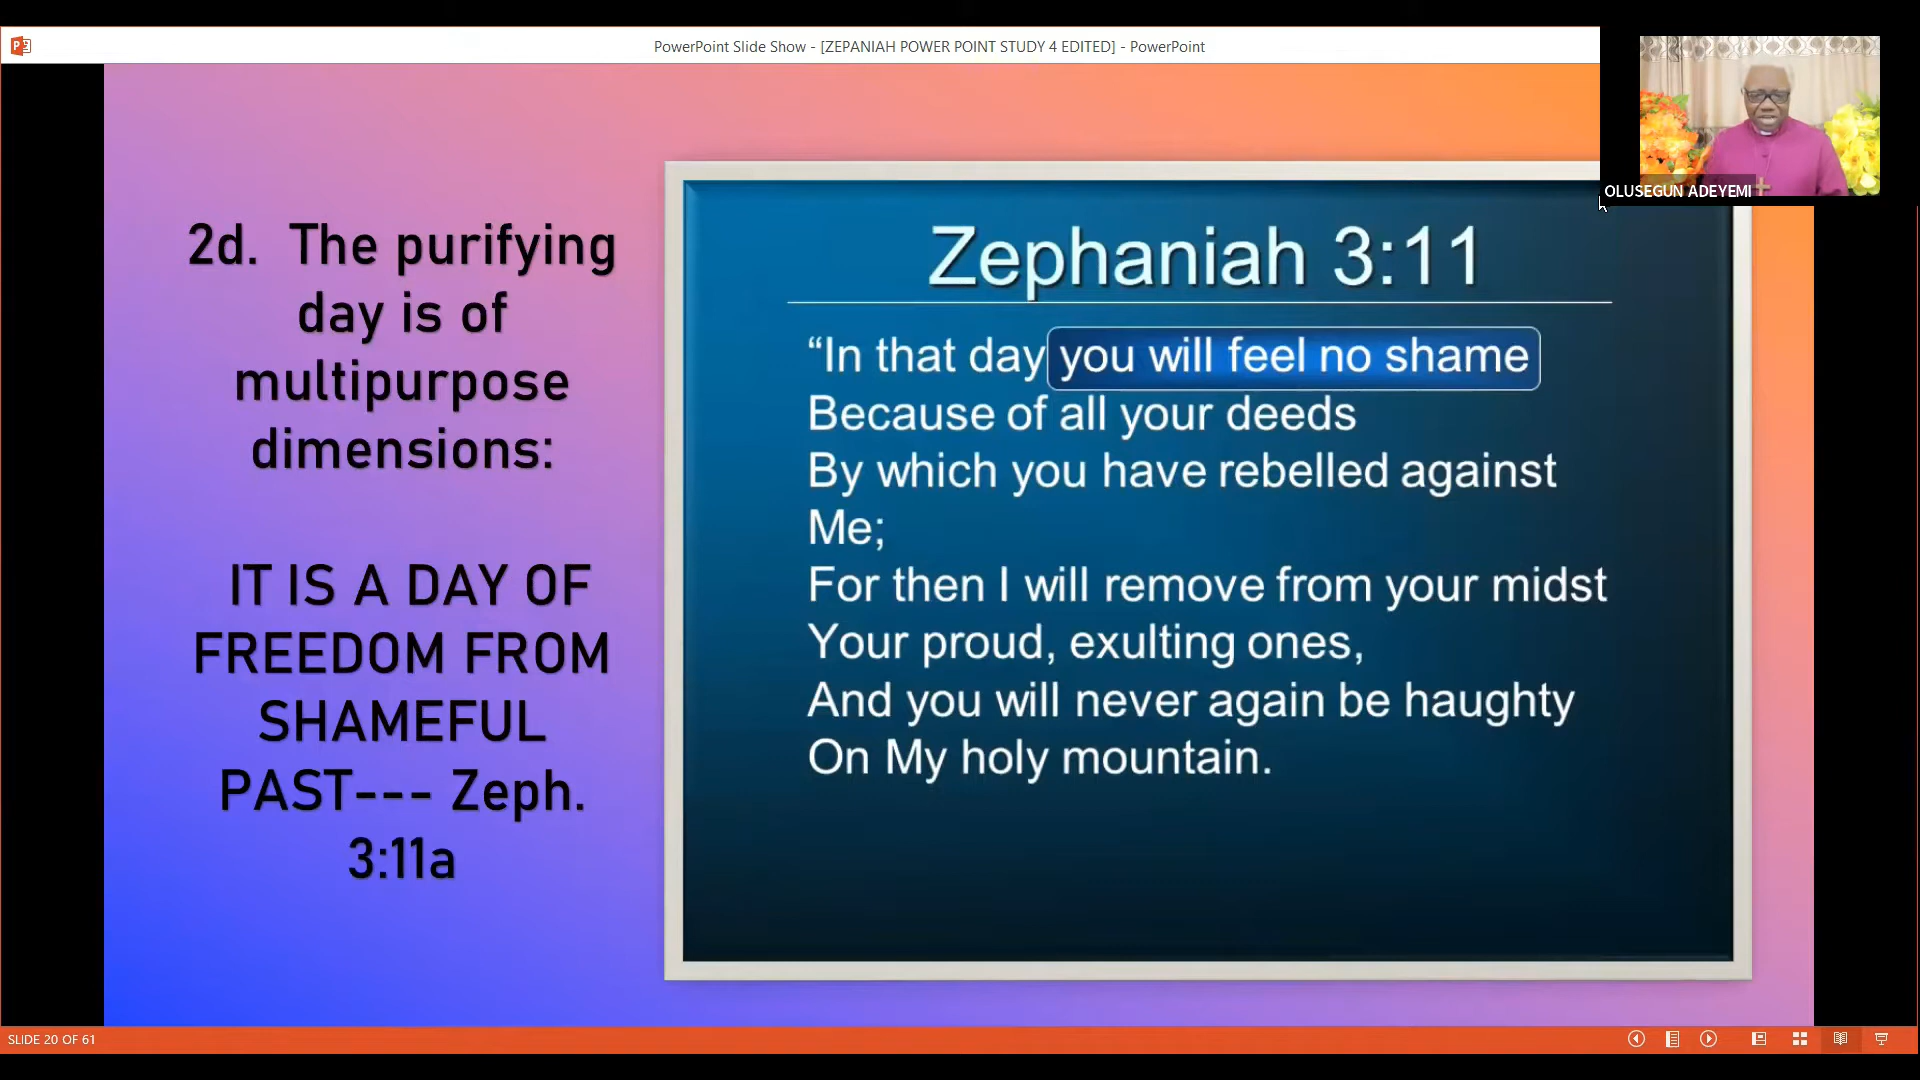 PowerPoint Slide Show - [ZEPANIAH POWER POINT STUDY 4 EDITED] - PowerPoint
OLUSEGUN ADEYEMI
2d. The purifying
day is of
multipurpose
dimensions:
IT IS A DAY OF
FREEDOM FROM
SHAMEFUL
PAST--- Zeph.
3:11a
Zephaniah 3:11
“In that day you will feel no shame
Because of all your deeds
By which you have rebelled against
Me;
For then I will remove from your midst
Your proud, exulting ones,
And you will never again be haughty
On My holy mountain.
SLIDE 20 OF 61